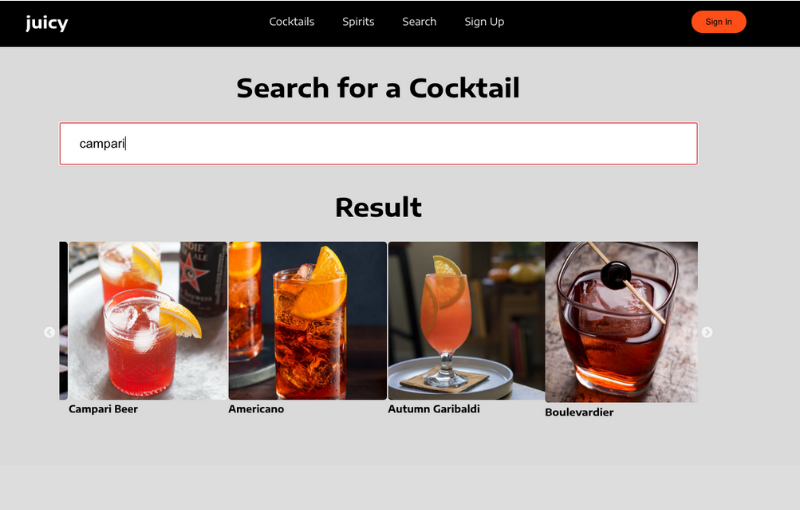 juicy
Cocktails
Spirits
Search
Sign Up
Sign In
Search for a Cocktail
campari
Result
Campari Beer
Americano
Autumn Garibaldi
Boulevardier